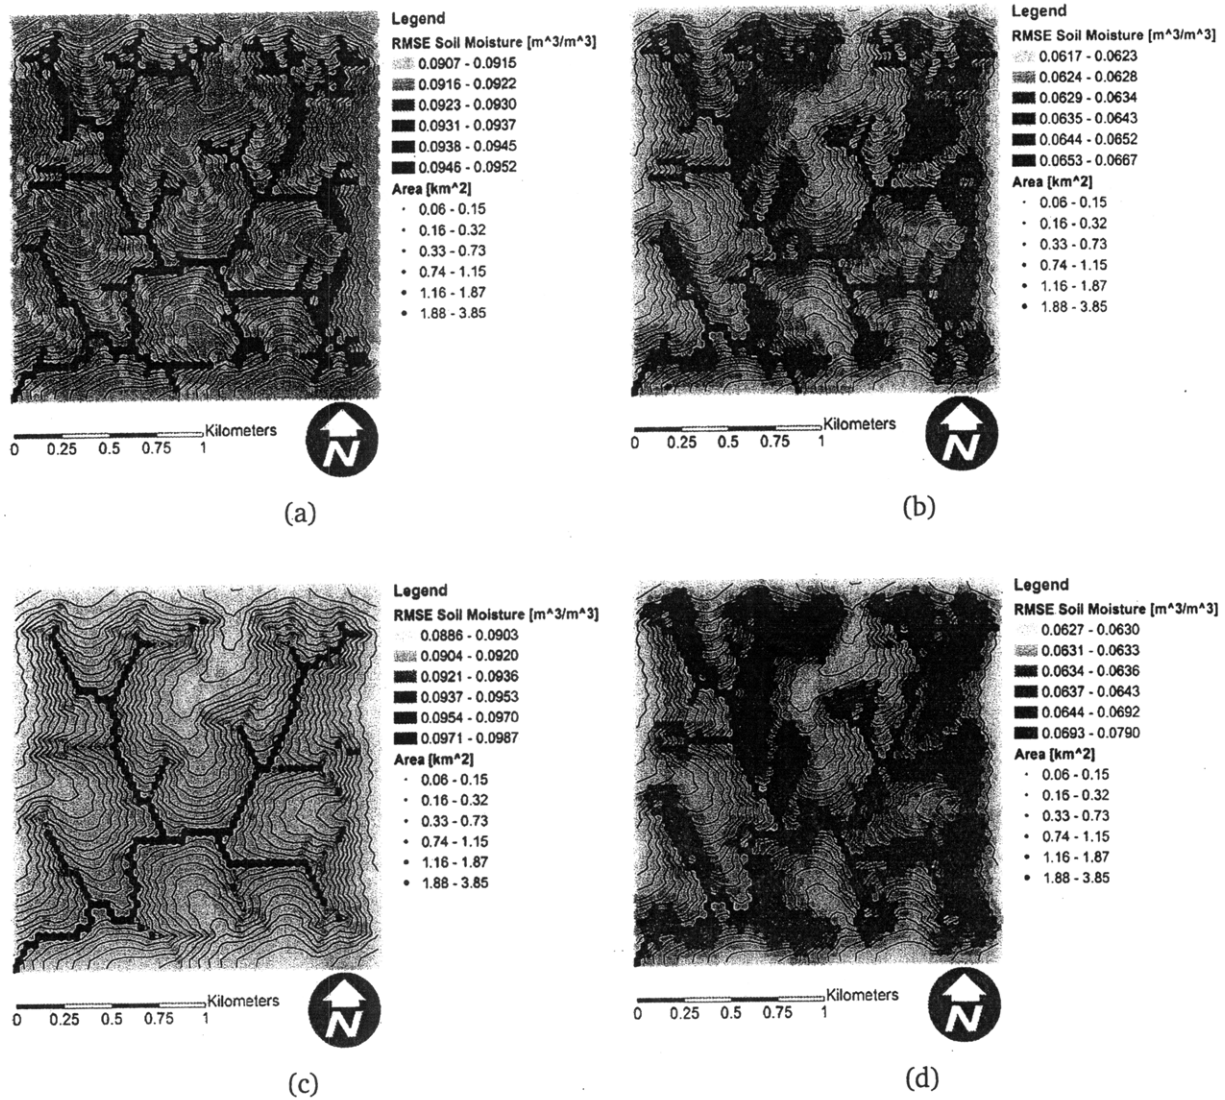 Legend
RMSE Soil Moisture [m^3/m^3]
0.0907 - 0.0915
0.0916 - 0.0922
0.0923 - 0.0930
0.0931 - 0.0937
0.0938 - 0.0945
0.0946 - 0.0952
Area [km^2]
0.06 - 0.15
0.16 - 0.32
0.33 - 0.73
0.74 - 1.15
1.16 - 1.87
1.88 - 3.85
Kilometers
0 0.25 0.5 0.75 1
N
(a)
Legend
RMSE Soil Moisture [m^3/m^3]
0.0617 - 0.0623
0.0624 - 0.0628
0.0629 - 0.0634
0.0635 - 0.0643
0.0644 - 0.0652
0.0653 - 0.0667
Area [km^2]
0.06 - 0.15
0.16 - 0.32
0.33 - 0.73
0.74 - 1.15
1.16 - 1.87
1.88 - 3.85
Kilometers
0 0.25 0.5 0.75 1
N
(b)
Legend
RMSE Soil Moisture [m^3/m^3]
0.0886 - 0.0903
0.0904 - 0.0920
0.0921 - 0.0936
0.0937 - 0.0953
0.0954 - 0.0970
0.0971 - 0.0987
Area [km^2]
0.06 - 0.15
0.16 - 0.32
0.33 - 0.73
0.74 - 1.15
1.16 - 1.87
1.88 - 3.85
Kilometers
0 0.25 0.5 0.75 1
N
(c)
Legend
RMSE Soil Moisture [m^3/m^3]
0.0627 - 0.0630
0.0631 - 0.0633
0.0634 - 0.0636
0.0637 - 0.0643
0.0644 - 0.0692
0.0693 - 0.0790
Area [km^2]
0.06 - 0.15
0.16 - 0.32
0.33 - 0.73
0.74 - 1.15
1.16 - 1.87
1.88 - 3.85
Kilometers
0 0.25 0.5 0.75 1
N
(d)